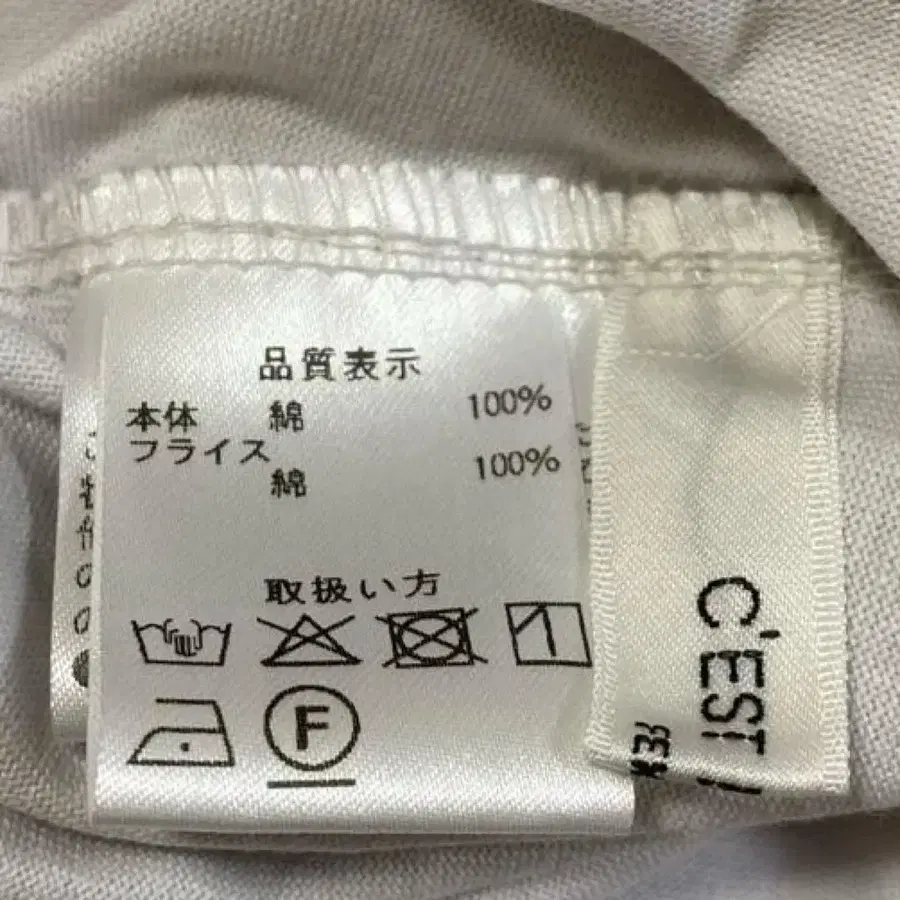 品質表示
本体 綿 100%
フライス
綿 100%
取扱い方
F
C'EST